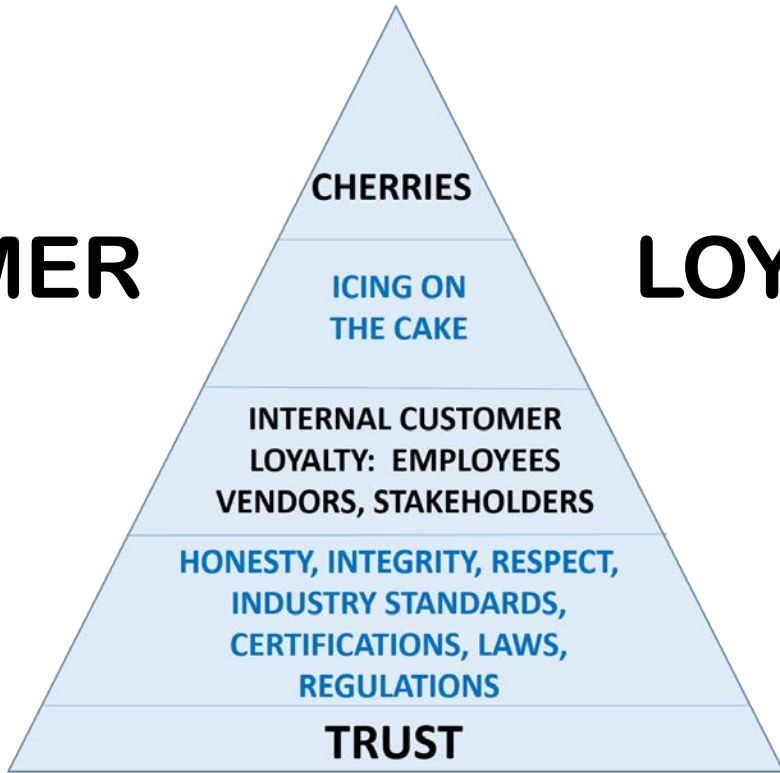 CHERRIES
MER
LOY
ICING ON
THE CAKE
INTERNAL CUSTOMER
LOYALTY: EMPLOYEES
VENDORS, STAKEHOLDERS
HONESTY, INTEGRITY, RESPECT,
INDUSTRY STANDARDS,
CERTIFICATIONS, LAWS,
REGULATIONS
TRUST